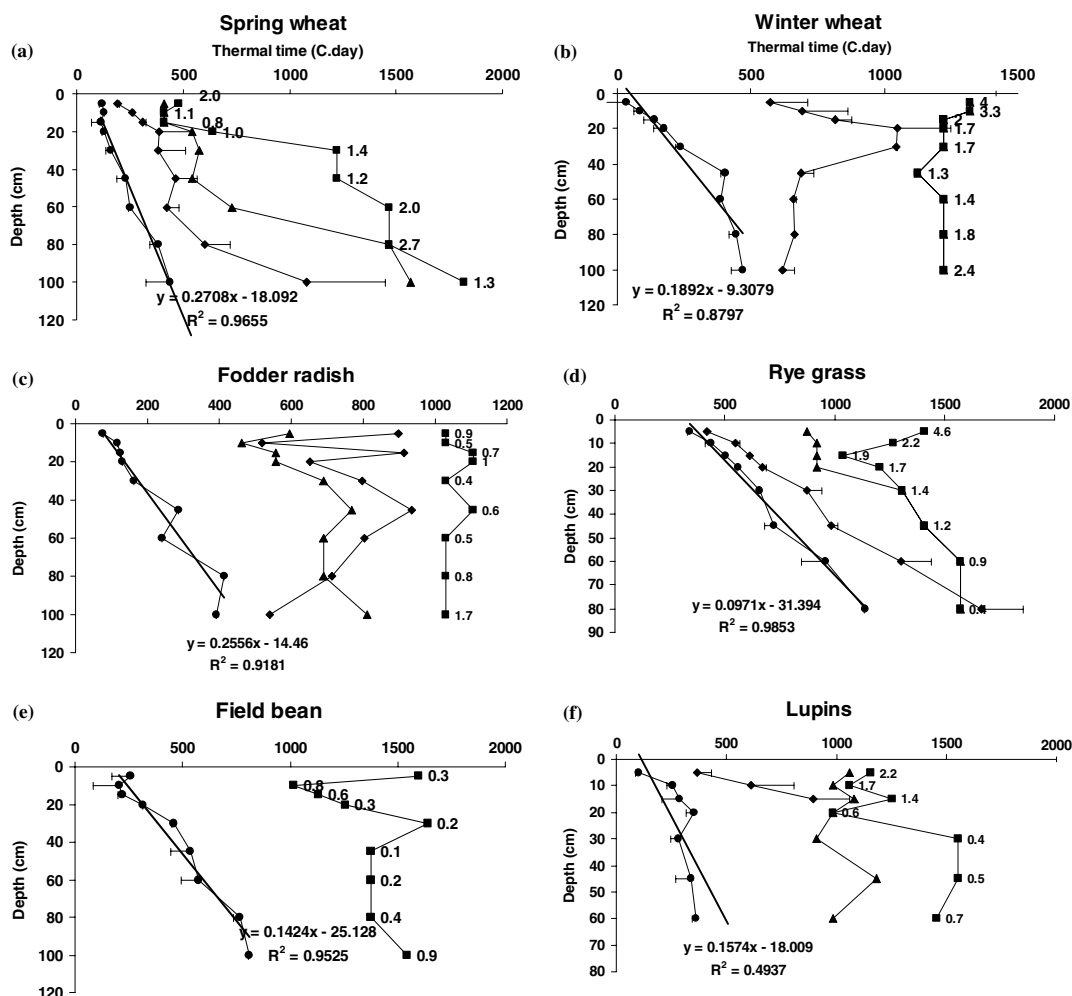 Spring wheat
(a)
Thermal time (C.day)
0 500 1000 1500 2000
0
20
40
60
80
100
120
Depth (cm)
2.0
1.1
0.8
1.0
1.4
1.2
2.0
2.7
1.3
y = 0.2708x - 18.092
R2 = 0.9655
Winter wheat
(b)
Thermal time (C.day)
0 500 1000 1500
0
20
40
60
80
100
120
Depth (cm)
4
3.3
2
1.7
1.7
1.3
1.4
1.8
2.4
y = 0.1892x - 9.3079
R2 = 0.8797
(c)
Fodder radish
0 200 400 600 800 1000 1200
0
20
40
60
80
100
120
Depth (cm)
0.9
0.5
0.7
1
0.4
0.6
0.5
0.8
1.7
y = 0.2556x - 14.46
R2 = 0.9181
(d)
Rye grass
0 500 1000 1500 2000
0
10
20
30
40
50
60
70
80
90
Depth (cm)
4.6
2.2
1.9
1.7
1.4
1.2
0.9
y = 0.0971x - 31.394
R2 = 0.9853
(e)
Field bean
0 500 1000 1500 2000
0
20
40
60
80
100
120
Depth (cm)
0.3
0.8
0.6
0.3
0.2
0.1
0.2
0.4
0.9
y = 0.1424x - 25.128
R2 = 0.9525
(f)
Lupins
0 500 1000 1500 2000
0
10
20
30
40
50
60
70
80
Depth (cm)
2.2
1.7
1.4
0.6
0.4
0.5
0.7
y = 0.1574x - 18.009
R2 = 0.4937